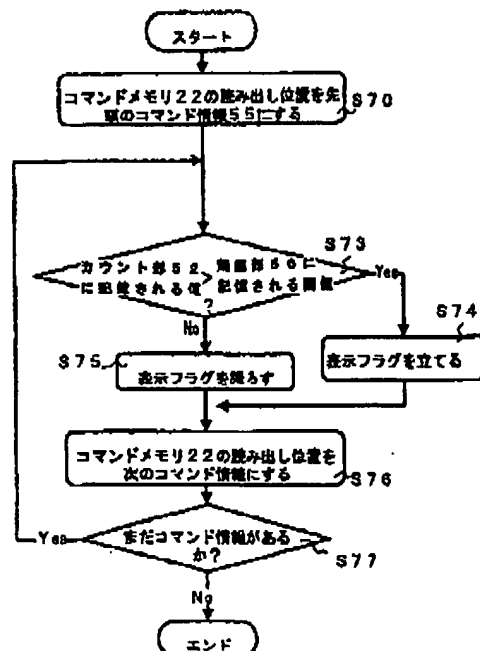 スタート
コマンドメモリ22の読み出し位置を先
頭のコマンド情報55にする
S70
カウント部52 > 閾値部56に
に記憶される値 記憶される閾値
?
S73
Yes
No
S74
表示フラグを立てる
S75
表示フラグを降ろす
コマンドメモリ22の読み出し位置を
次のコマンド情報にする
S76
まだコマンド情報がある
か?
S77
Yes
No
エンド